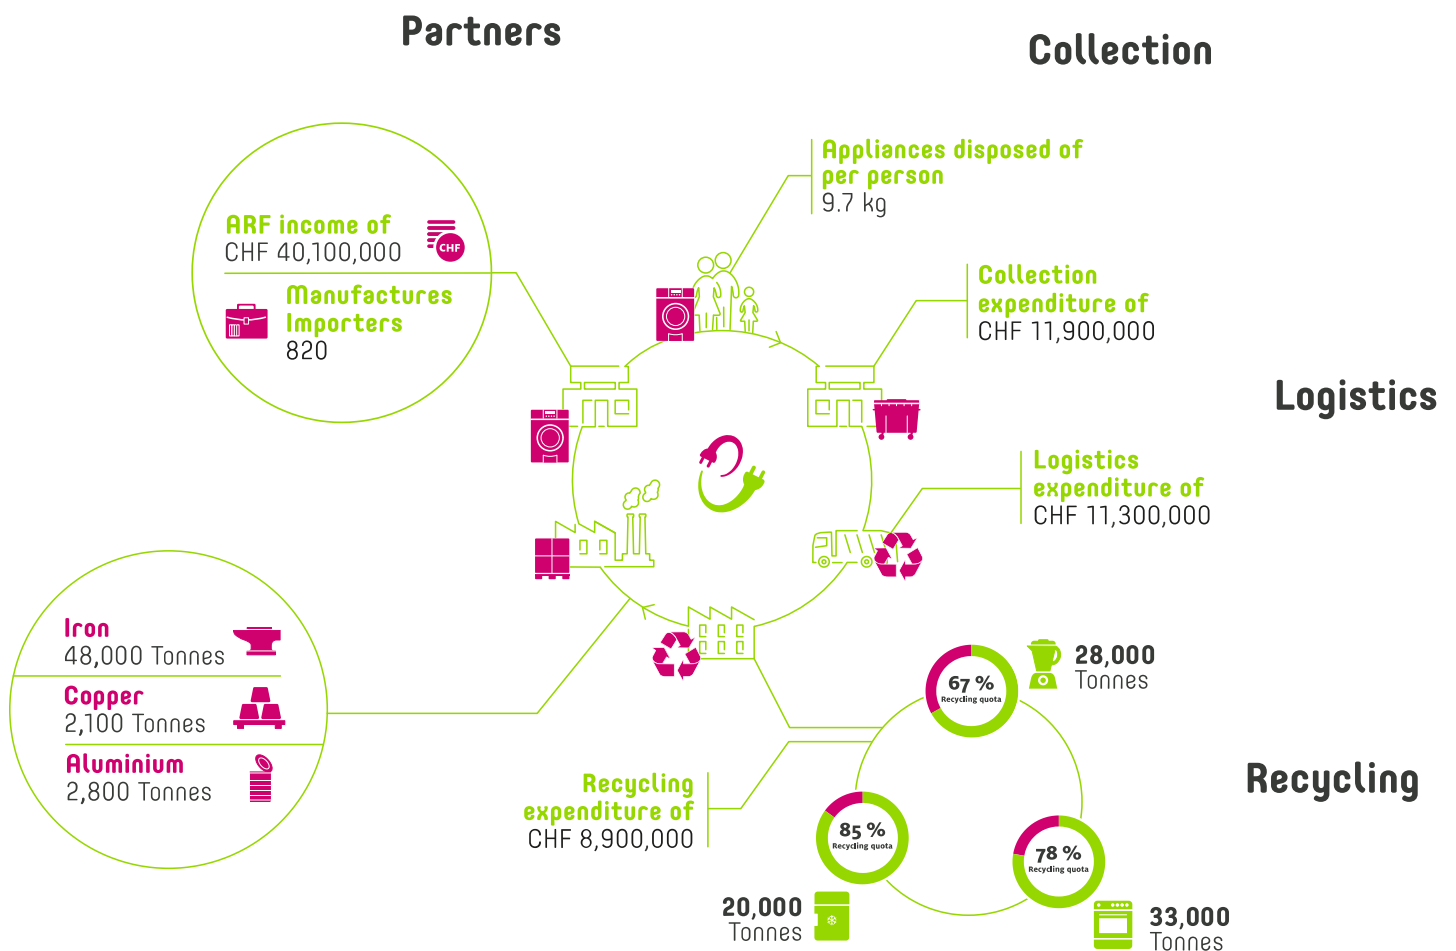 Partners
Collection
Appliances disposed of
per person
9.7 kg
ARF income of
CHF 40,100,000
CHF
Manufactures
Importers
820
Collection
expenditure of
CHF 11,900,000
Logistics
Logistics
expenditure of
CHF 11,300,000
Iron
48,000 Tonnes
Copper
2,100 Tonnes
Aluminium
2,800 Tonnes
67 %
Recycling quota
28,000
Tonnes
Recycling
Recycling
expenditure of
CHF 8,900,000
85 %
Recycling quota
78 %
Recycling quota
20,000
Tonnes
33,000
Tonnes